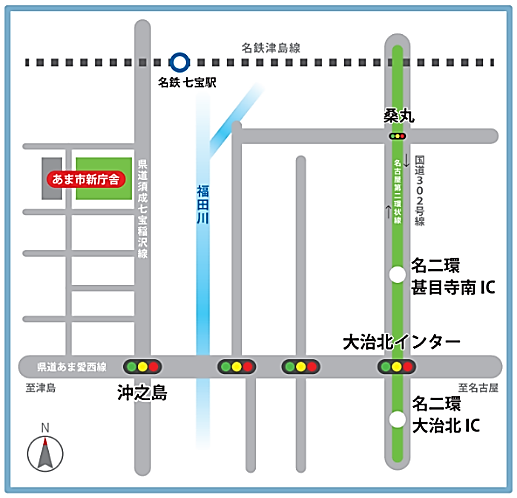 名鉄津島線
名鉄 七宝駅
桑丸
あま市新庁舎
県道須成七宝稲沢線
福田川
名古屋第二環状線
国道302号線
名二環
甚目寺南 IC
大治北インター
県道あま愛西線
至津島
沖之島
至名古屋
名二環
大治北 IC
N